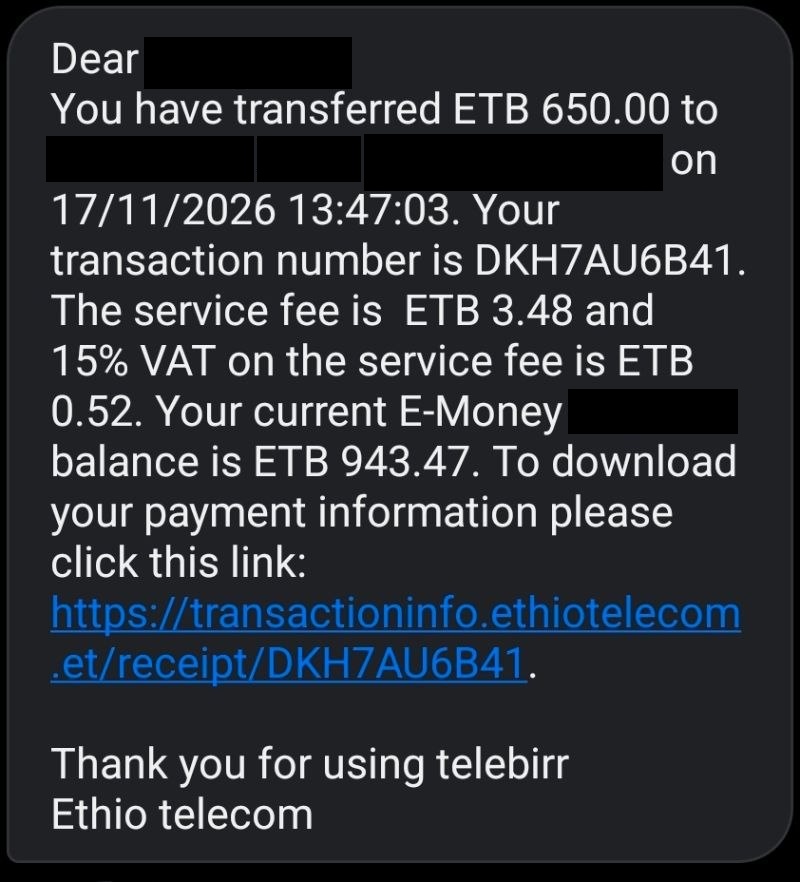 Dear
You have transferred ETB 650.00 to
on
17/11/2026 13:47:03. Your
transaction number is DKH7AU6B41.
The service fee is  ETB 3.48 and
15% VAT on the service fee is ETB
0.52. Your current E-Money
balance is ETB 943.47. To download
your payment information please
click this link:
https://transactioninfo.ethiotelecom
.et/receipt/DKH7AU6B41.

Thank you for using telebirr
Ethio telecom